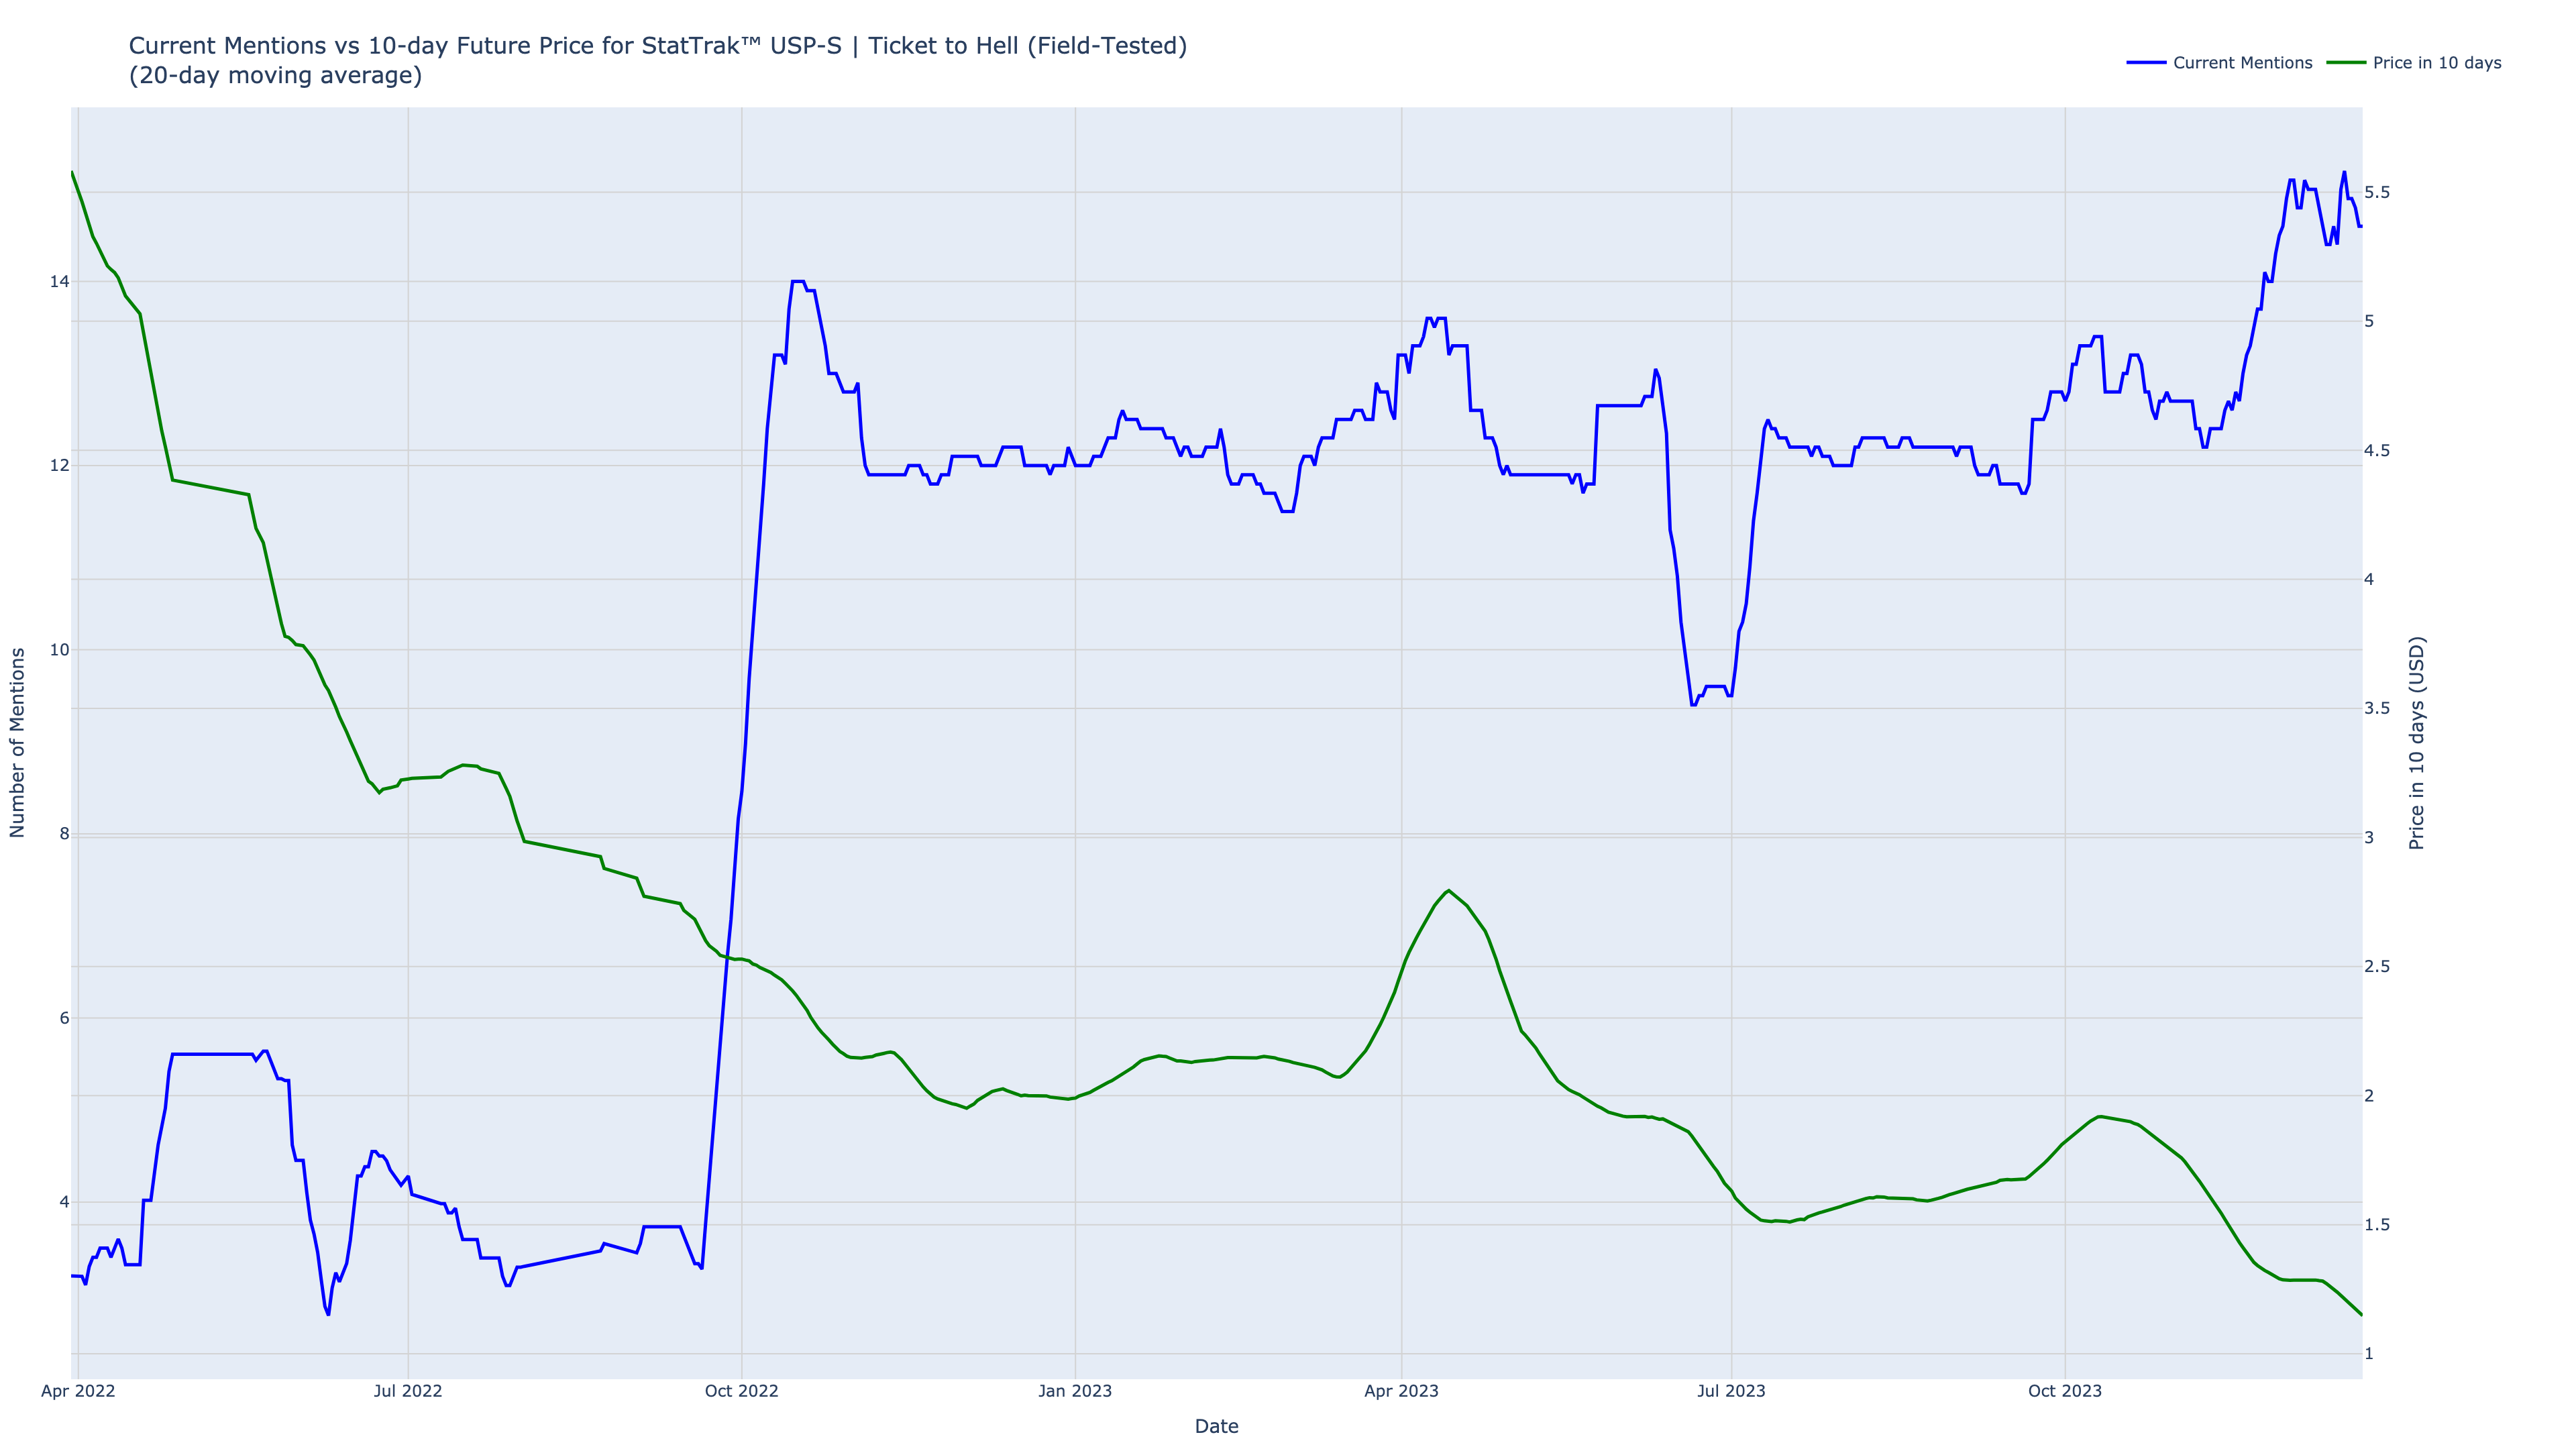 Current Mentions vs 10-day Future Price for StatTrak™ USP-S | Ticket to Hell (Field-Tested)
(20-day moving average)
Current Mentions
Price in 10 days
14
12
10
8
6
4
Number of Mentions
5.5
5
4.5
4
3.5
3
2.5
2
1.5
1
Price in 10 days (USD)
Apr 2022
Jul 2022
Oct 2022
Jan 2023
Apr 2023
Jul 2023
Oct 2023
Date